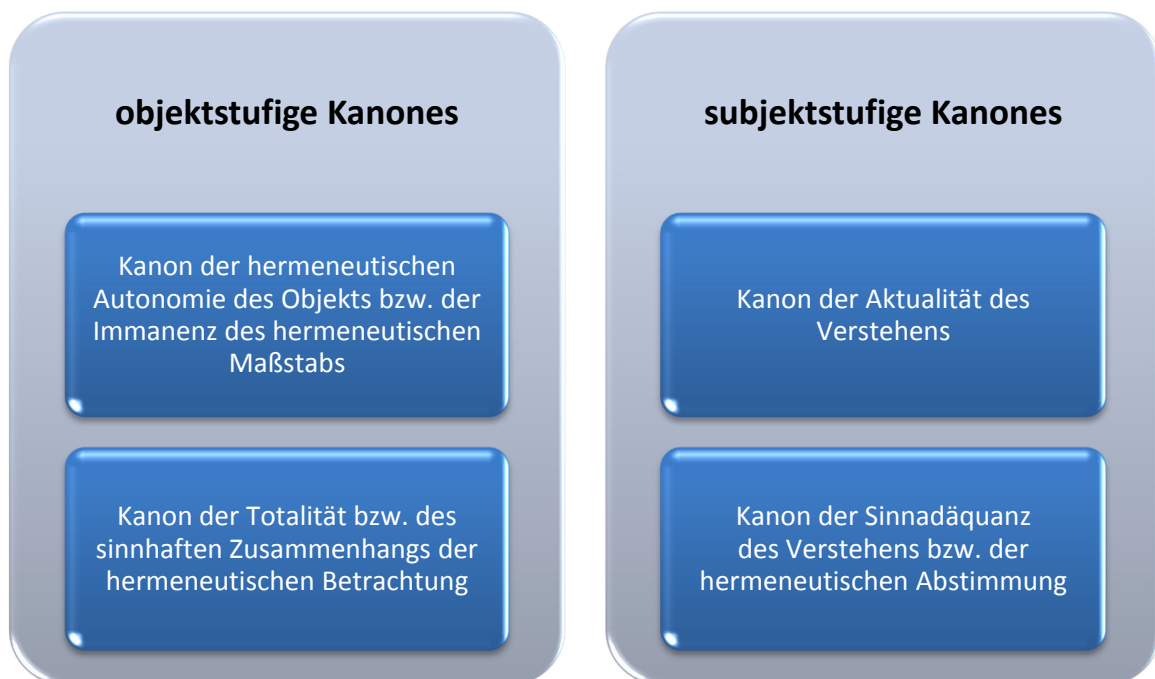 objektstufige Kanones
Kanon der hermeneutischen
Autonomie des Objekts bzw. der
Immanenz des hermeneutischen
Maßstabs
Kanon der Totalität bzw. des
sinnhaften Zusammenhangs der
hermeneutischen Betrachtung
subjektstufige Kanones
Kanon der Aktualität des
Verstehens
Kanon der Sinnadäquanz
des Verstehens bzw. der
hermeneutischen Abstimmung